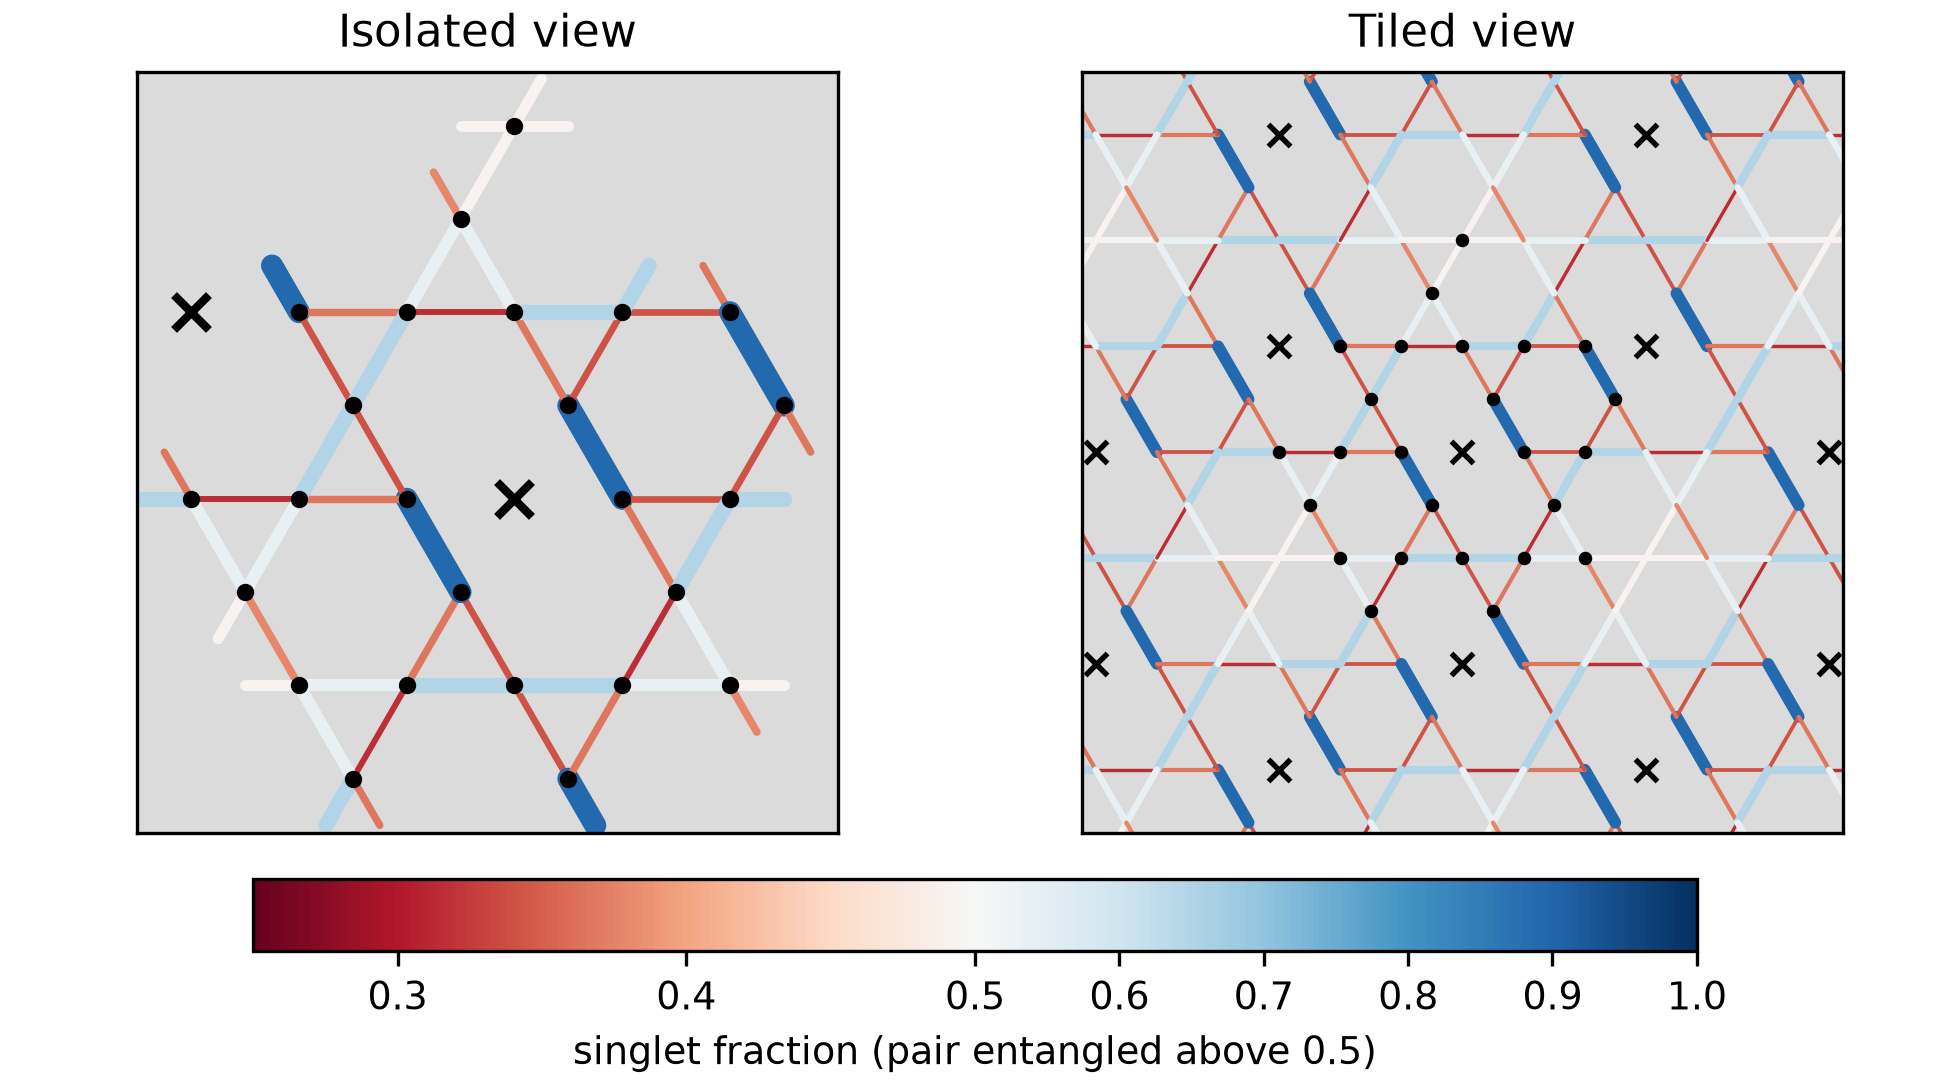 Isolated view
Tiled view
0.3 0.4 0.5 0.6 0.7 0.8 0.9 1.0
singlet fraction (pair entangled above 0.5)